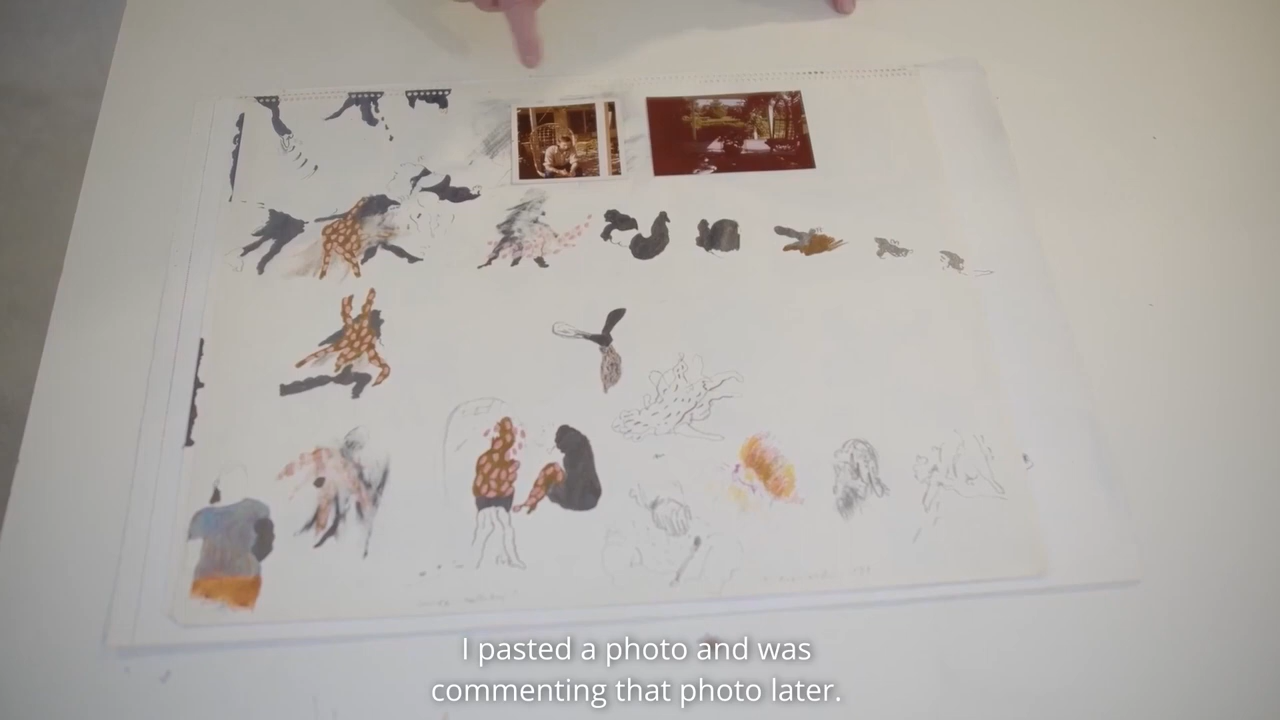 I pasted a photo and was
commenting that photo later.